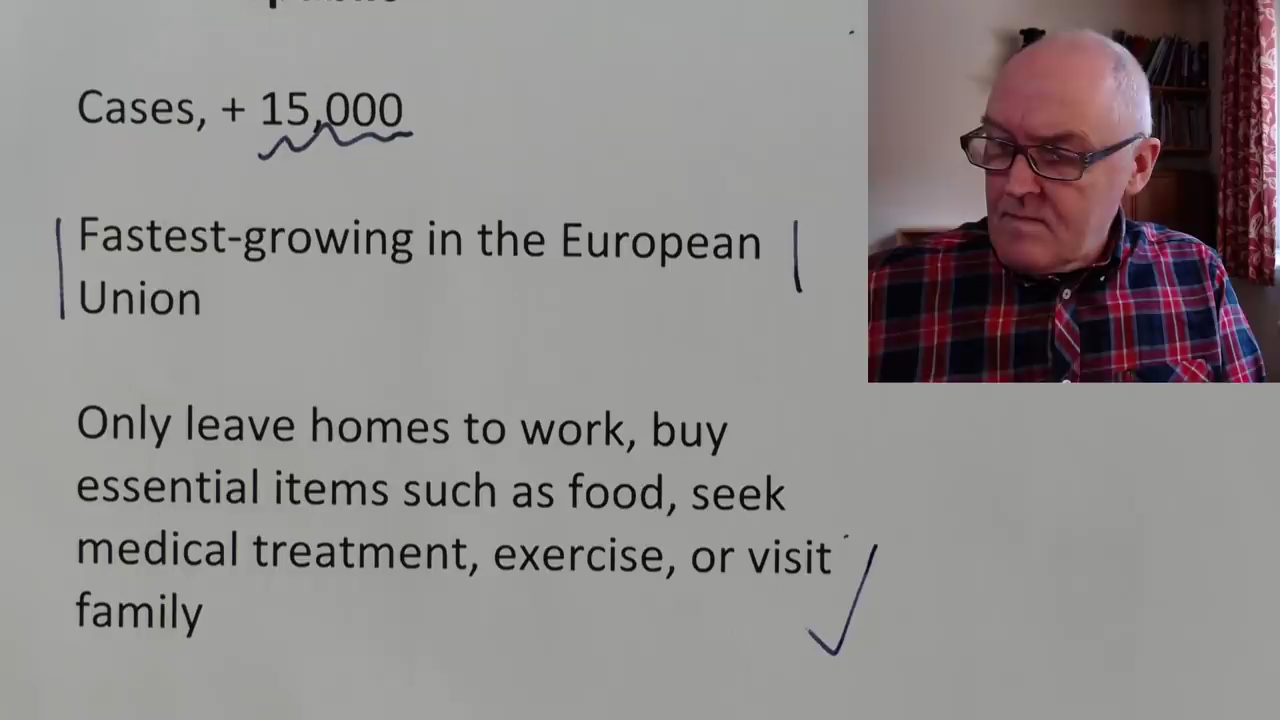 Cases, + 15,000
Fastest-growing in the European
Union
Only leave homes to work, buy
essential items such as food, seek
medical treatment, exercise, or visit
family